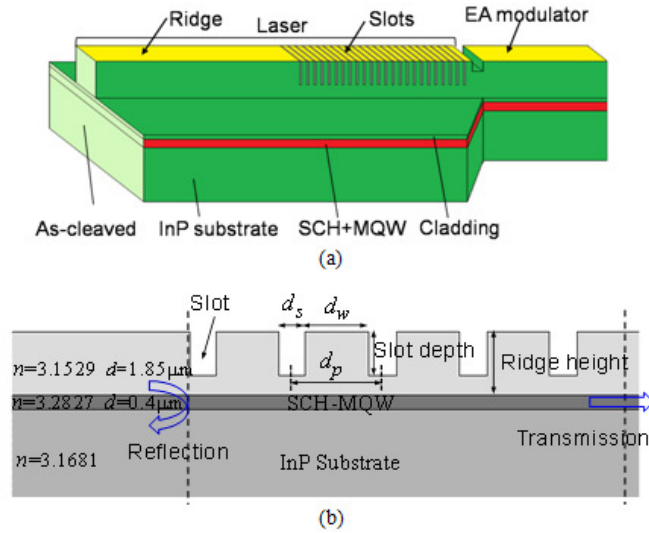 Ridge
Laser
Slots
EA modulator
As-cleaved
InP substrate
SCH+MQW
Cladding
(a)
Slot
d_s
d_w
d_p
Slot depth
Ridge height
n=3.1529 d=1.85μm
n=3.2827 d=0.4μm
SCH-MQW
Reflection
Transmission
n=3.1681
InP Substrate
(b)